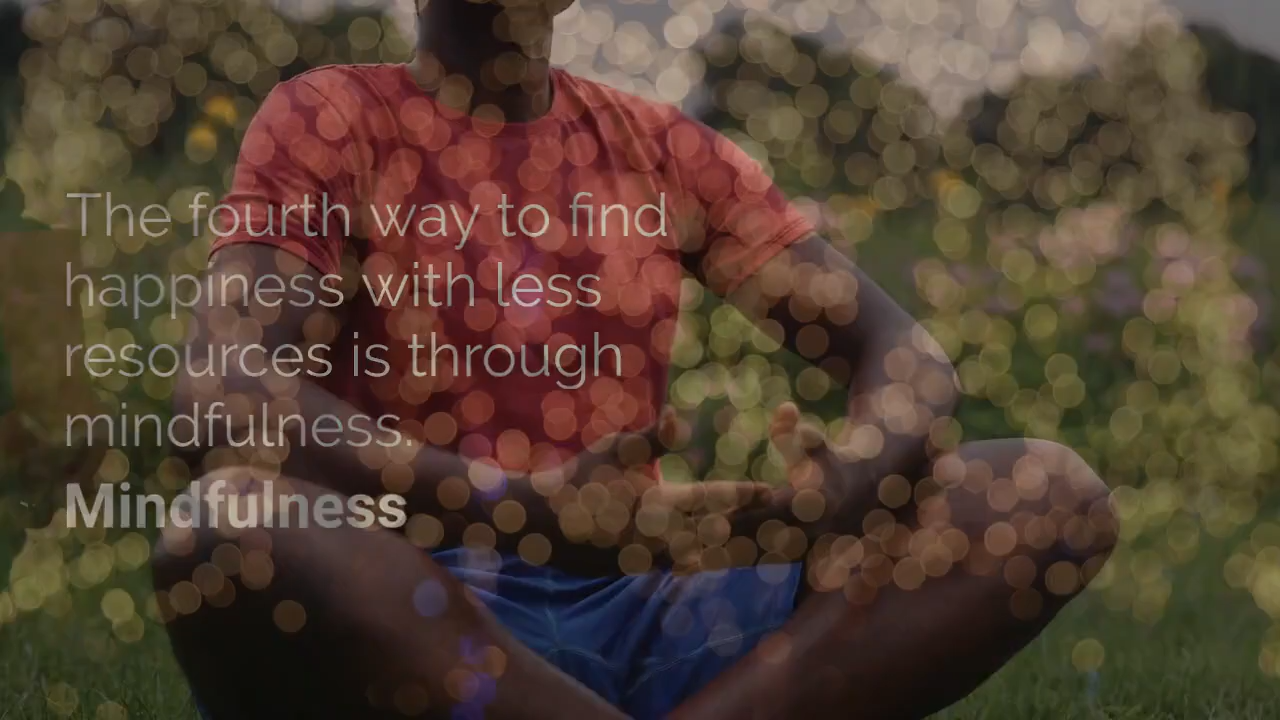 The fourth way to find
happiness with less
resources is through
mindfulness.
Mindfulness